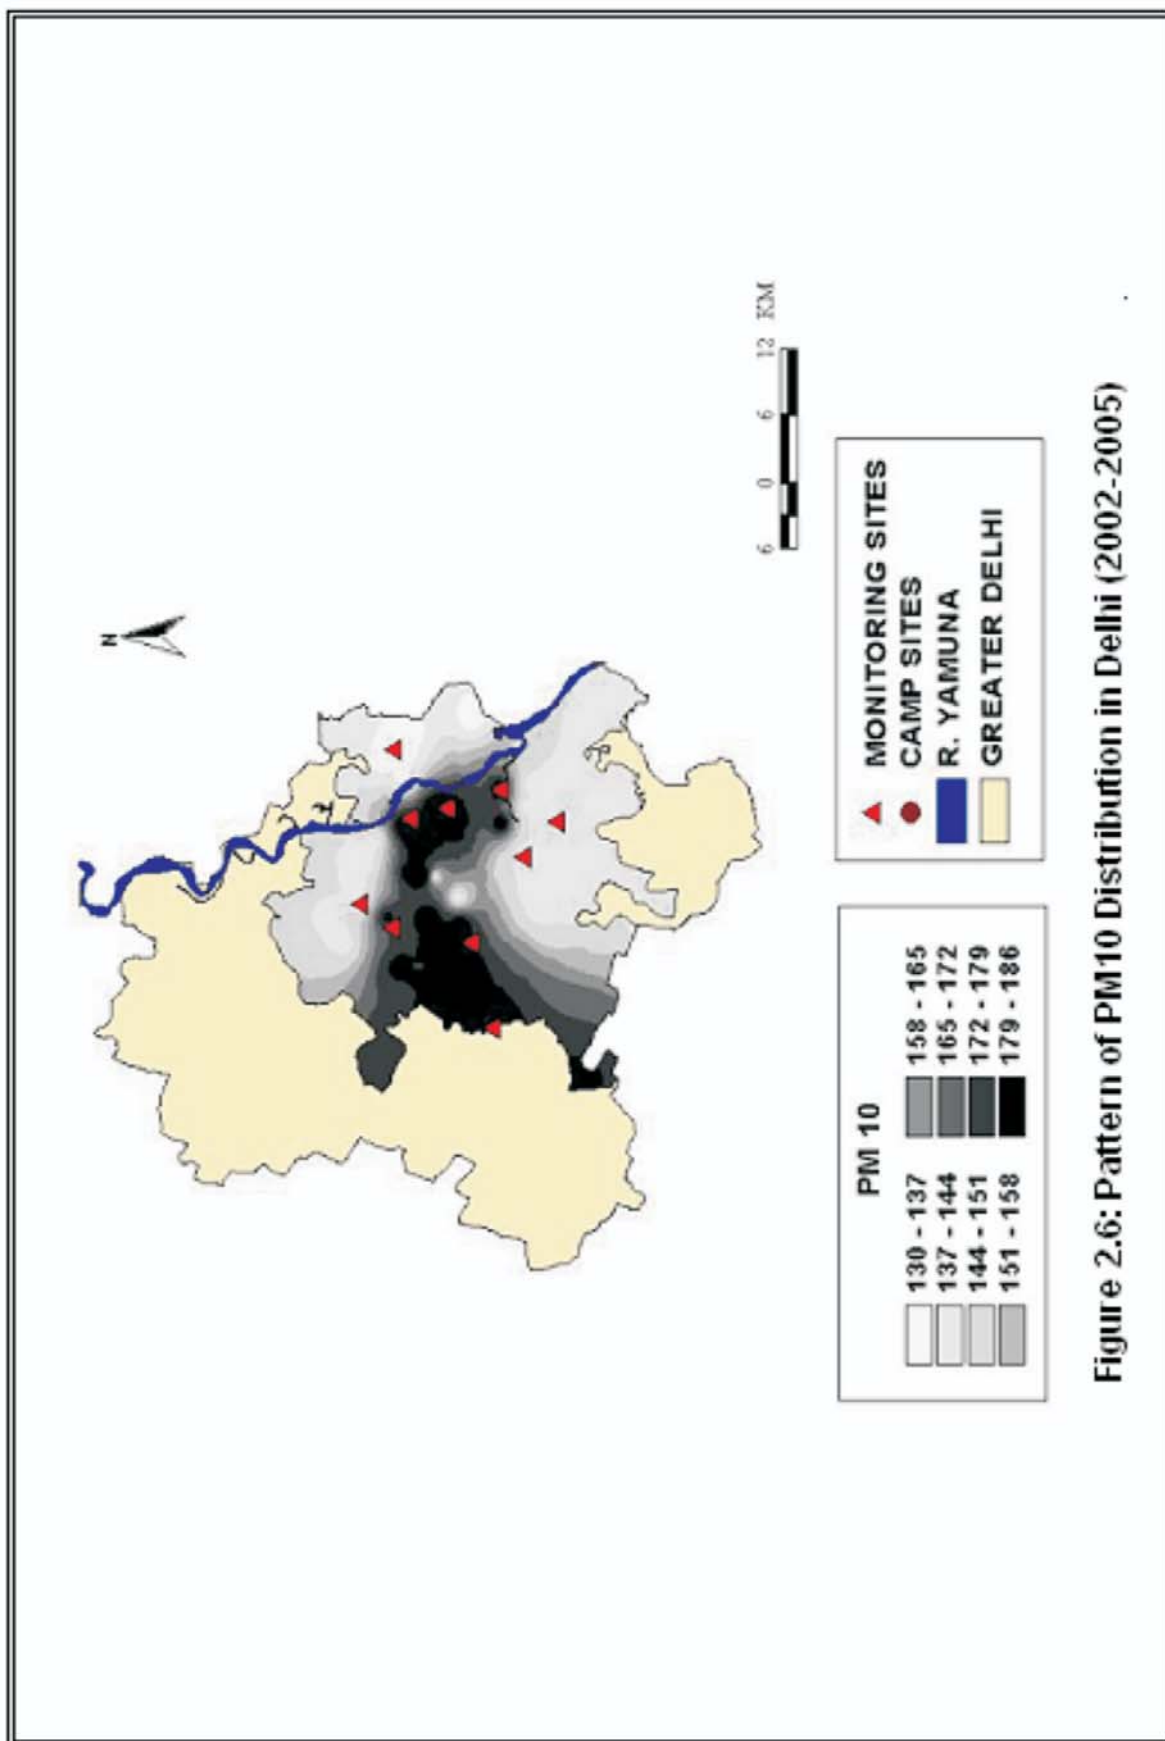 N
6 0 6 12 KM
PM 10
130 - 137 158 - 165
137 - 144 165 - 172
144 - 151 172 - 179
151 - 158 179 - 186
MONITORING SITES
CAMP SITES
R. YAMUNA
GREATER DELHI
Figure 2.6: Pattern of PM10 Distribution in Delhi (2002-2005)